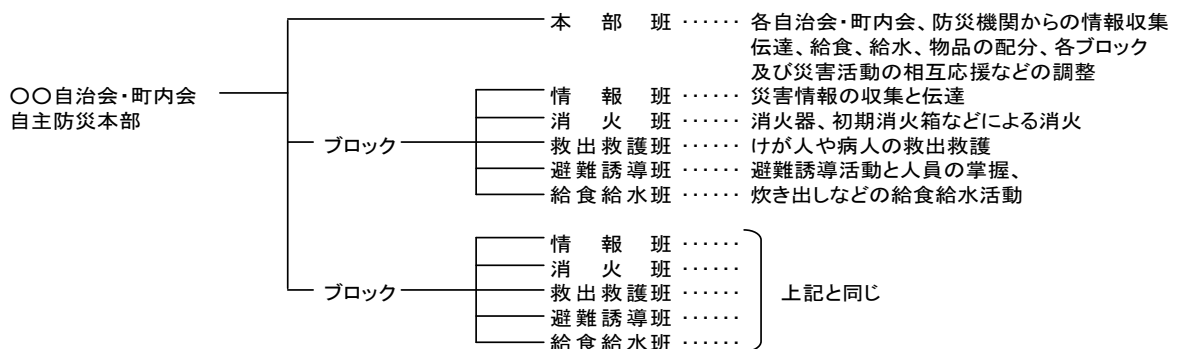 本部班……各自治会・町内会、防災機関からの情報収集
伝達、給食、給水、物品の配分、各ブロック
及び災害活動の相互応援などの調整
〇〇自治会・町内会
自主防災本部
ブロック
情報班……災害情報の収集と伝達
消火班……消火器、初期消火箱などによる消火
救出救護班……けが人や病人の救出救護
避難誘導班……避難誘導活動と人員の掌握、
給食給水班……炊き出しなどの給食給水活動
ブロック
情報班……
消火班……
救出救護班……
避難誘導班……
給食給水班……
上記と同じ